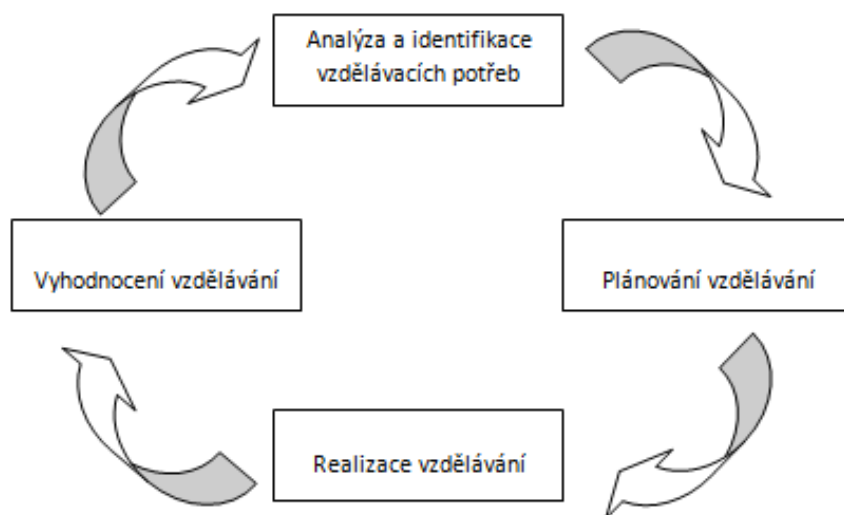 Analýza a identifikace
vzdělávacích potřeb
Vyhodnocení vzdělávání
Plánování vzdělávání
Realizace vzdělávání